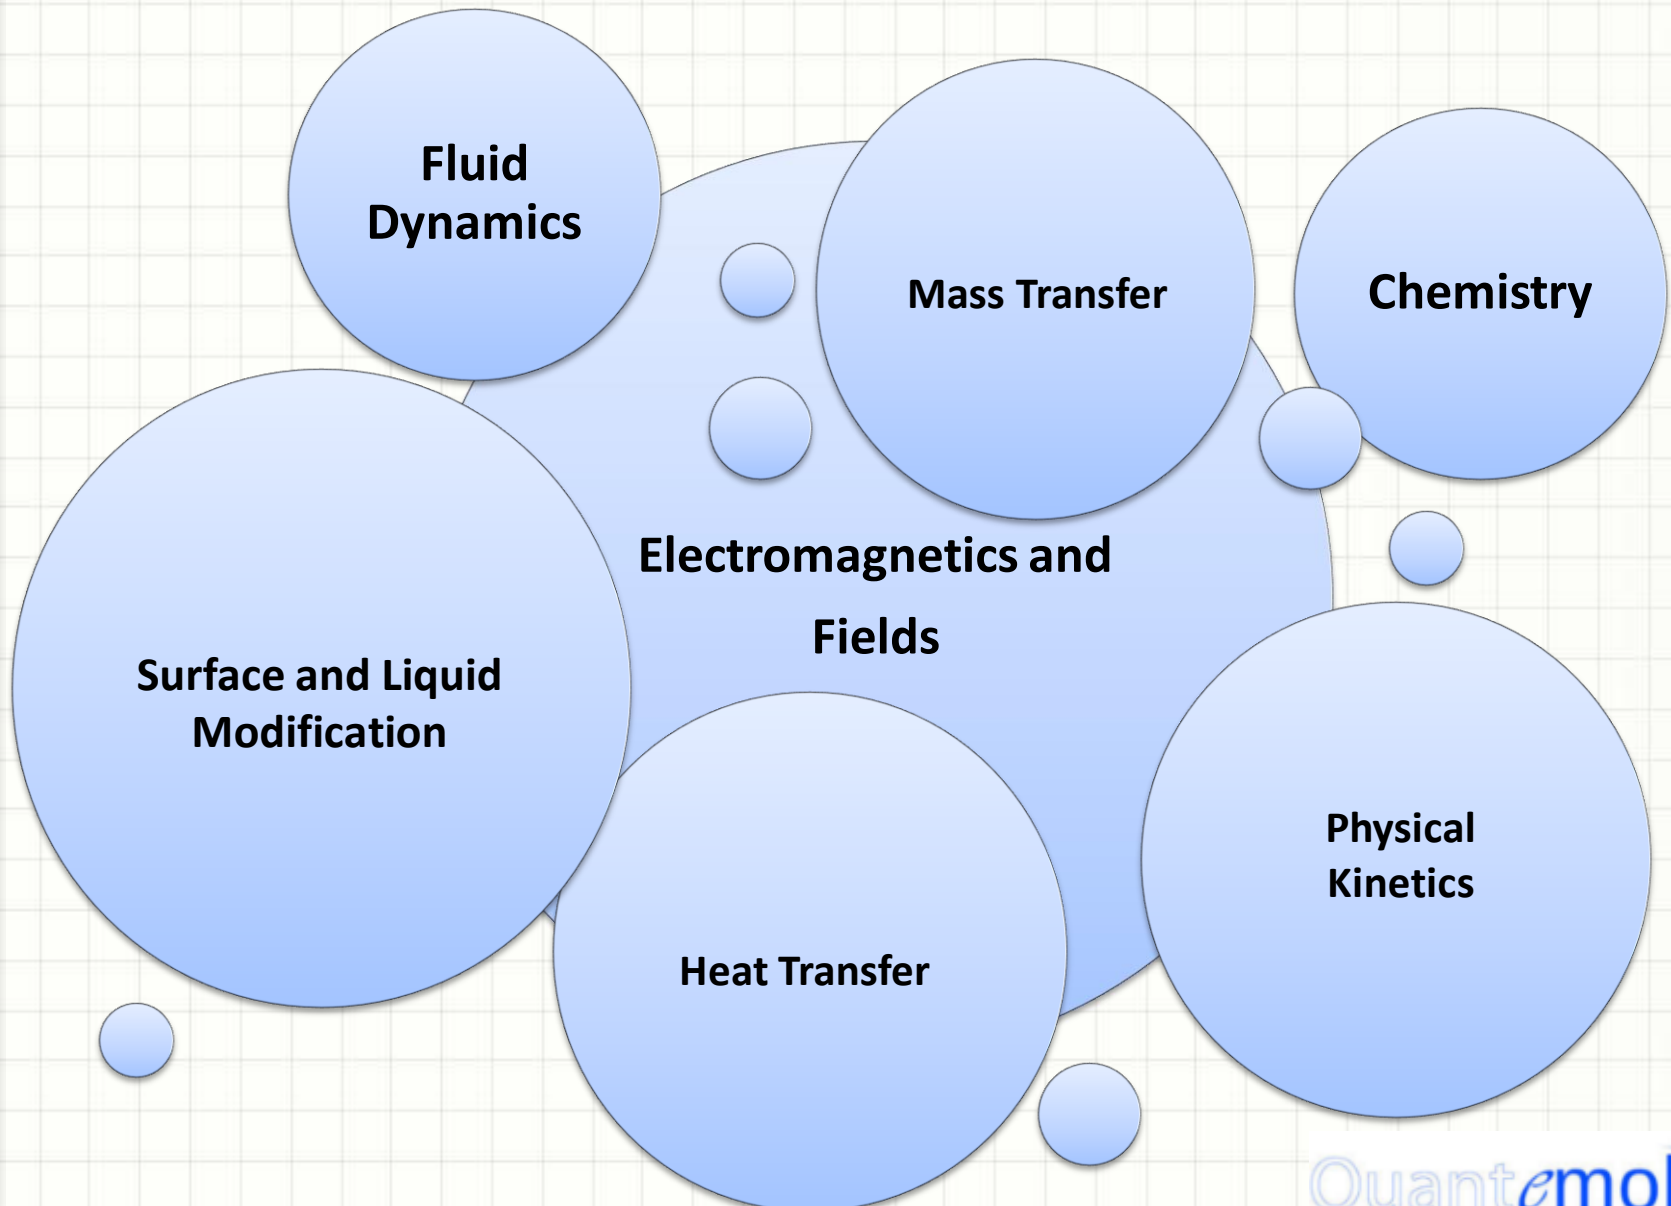 Fluid
Dynamics
Mass Transfer
Chemistry
Electromagnetics and
Fields
Surface and Liquid
Modification
Physical
Kinetics
Heat Transfer
Quantemol